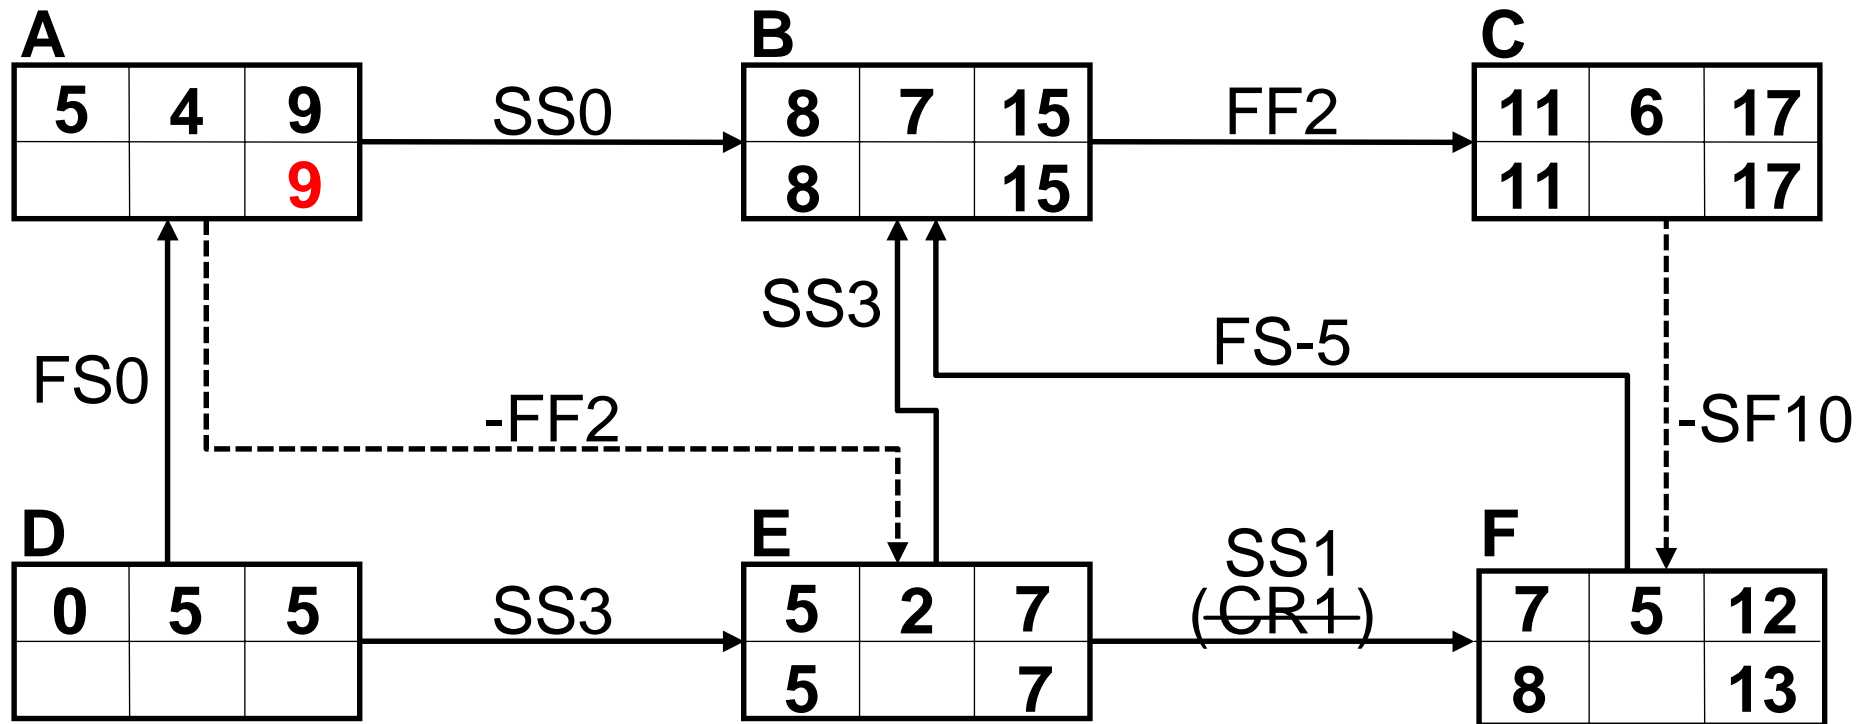 A B C
5 4 9 SS0 8 7 15 FF2 11 6 17
9 8 15 11 17
SS3
FS-5
FS0
-FF2 -SF10
D E SS1 F
0 5 5 SS3 5 2 7 (CR1) 7 5 12
5 7 8 13